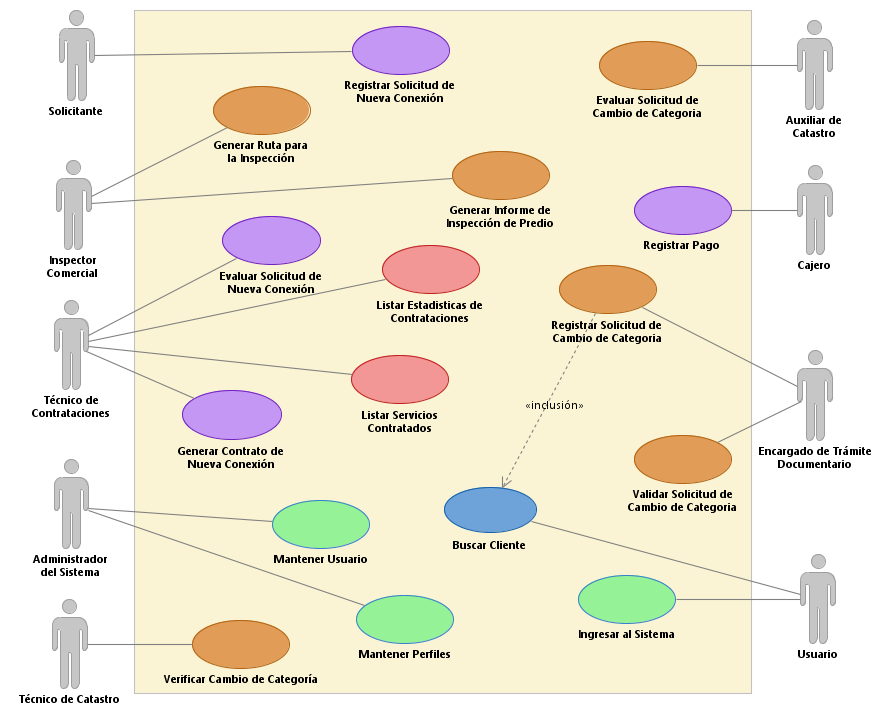 Solicitante
Registrar Solicitud de
Nueva Conexión
Evaluar Solicitud de
Cambio de Categoria
Auxiliar de
Catastro
Generar Ruta para
la Inspección
Inspector
Comercial
Generar Informe de
Inspección de Predio
Registrar Pago
Cajero
Evaluar Solicitud de
Nueva Conexión
Listar Estadisticas de
Contrataciones
Registrar Solicitud de
Cambio de Categoria
Técnico de
Contrataciones
Listar Servicios
Contratados
«inclusión»
Generar Contrato de
Nueva Conexión
Encargado de Trámite
Documentario
Validar Solicitud de
Cambio de Categoria
Administrador
del Sistema
Mantener Usuario
Buscar Cliente
Ingresar al Sistema
Usuario
Mantener Perfiles
Verificar Cambio de Categoría
Técnico de Catastro